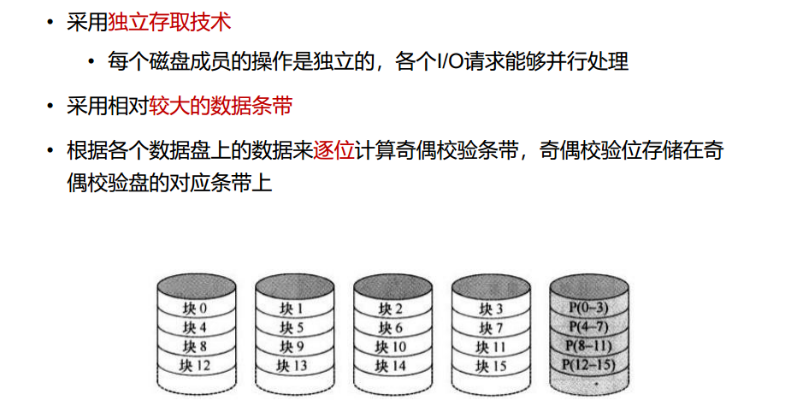 • 采用独立存取技术
• 每个磁盘成员的操作是独立的，各个I/O请求能够并行处理
• 采用相对较大的数据条带
• 根据各个数据盘上的数据来逐位计算奇偶校验条带，奇偶校验位存储在奇
偶校验盘的对应条带上
块 0 块 1 块 2 块 3 P(0–3)
块 4 块 5 块 6 块 7 P(4–7)
块 8 块 9 块 10 块 11 P(8–11)
块 12 块 13 块 14 块 15 P(12–15)